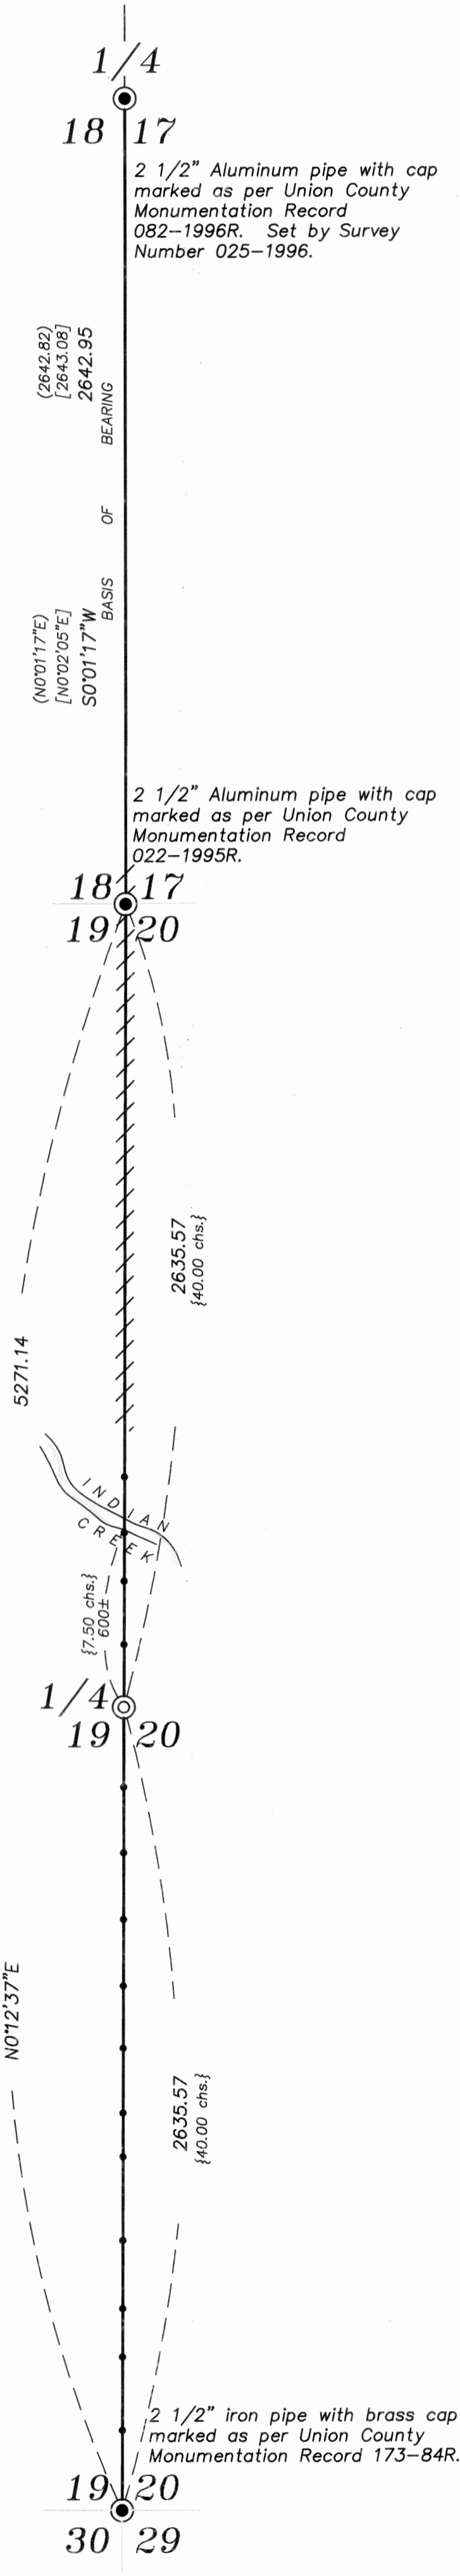 1/4
18 17
2 1/2" Aluminum pipe with cap
marked as per Union County
Monumentation Record
082-1996R. Set by Survey
Number 025-1996.
(2642.82)
[2643.08]
2642.95
BASIS OF BEARING
(N0°01'17"E)
[N0°02'05"E]
S0°01'17"W
2 1/2" Aluminum pipe with cap
marked as per Union County
Monumentation Record
022-1995R.
18 17
19 20
2635.57
{40.00 chs.}
5271.14
INDIAN
CREEK
{7.50 chs.}
600±
1/4
19 20
N0°12'37"E
2635.57
{40.00 chs.}
2 1/2" iron pipe with brass cap
marked as per Union County
Monumentation Record 173-84R.
19 20
30 29